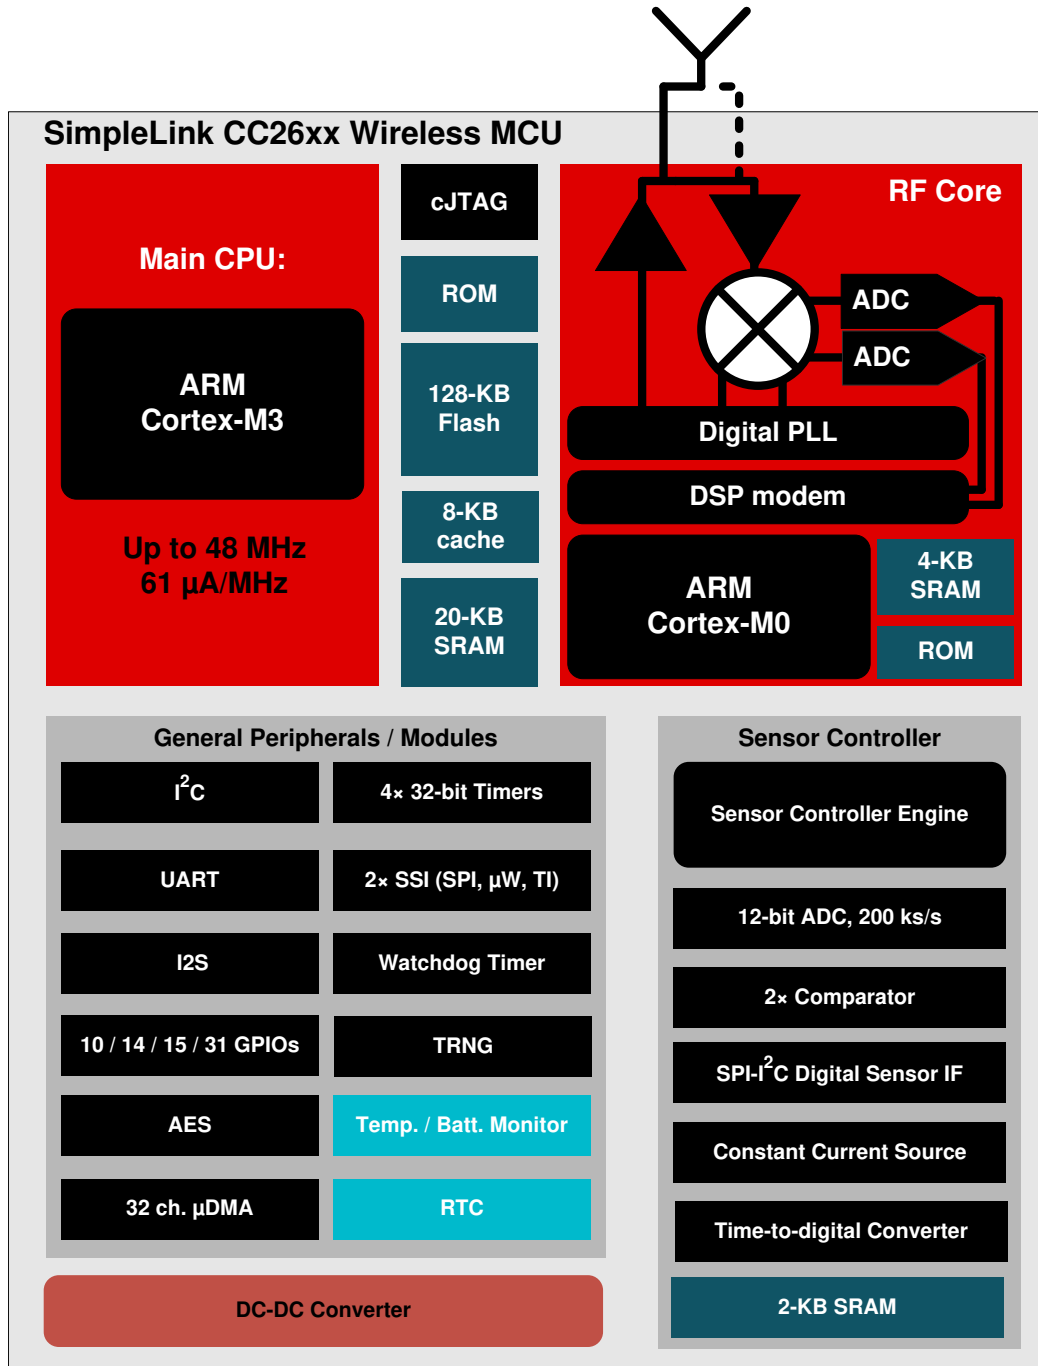 SimpleLink CC26xx Wireless MCU
Main CPU:
ARM
Cortex-M3
Up to 48 MHz
61 µA/MHz
cJTAG
ROM
128-KB
Flash
8-KB
cache
20-KB
SRAM
RF Core
ADC
ADC
Digital PLL
DSP modem
ARM
Cortex-M0
4-KB
SRAM
ROM
General Peripherals / Modules
I²C
4× 32-bit Timers
UART
2× SSI (SPI, µW, TI)
I2S
Watchdog Timer
10 / 14 / 15 / 31 GPIOs
TRNG
AES
Temp. / Batt. Monitor
32 ch. µDMA
RTC
DC-DC Converter
Sensor Controller
Sensor Controller Engine
12-bit ADC, 200 ks/s
2× Comparator
SPI-I²C Digital Sensor IF
Constant Current Source
Time-to-digital Converter
2-KB SRAM